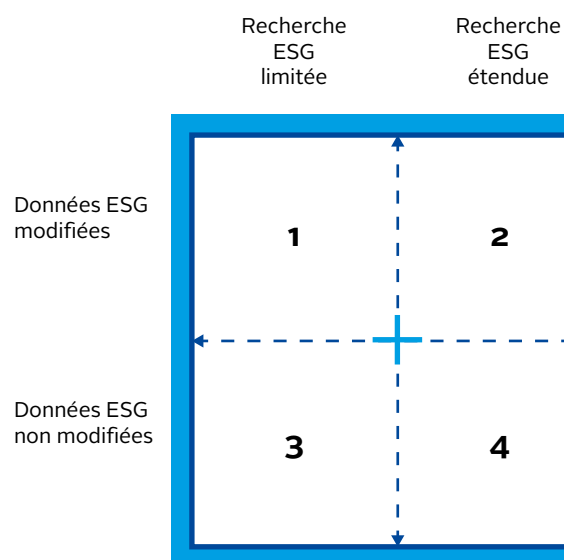 Recherche
ESG
limitée
Recherche
ESG
étendue
Données ESG
modifiées
1
2
Données ESG
non modifiées
3
4